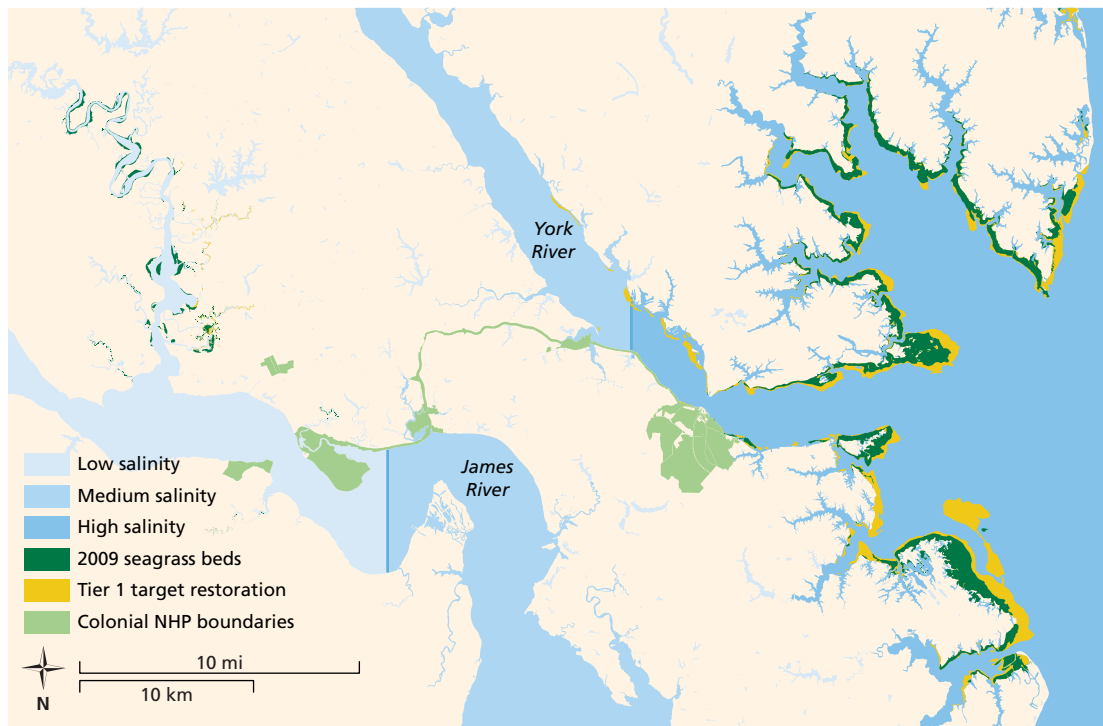 York
River
James
River
Low salinity
Medium salinity
High salinity
2009 seagrass beds
Tier 1 target restoration
Colonial NHP boundaries
10 mi
10 km
N